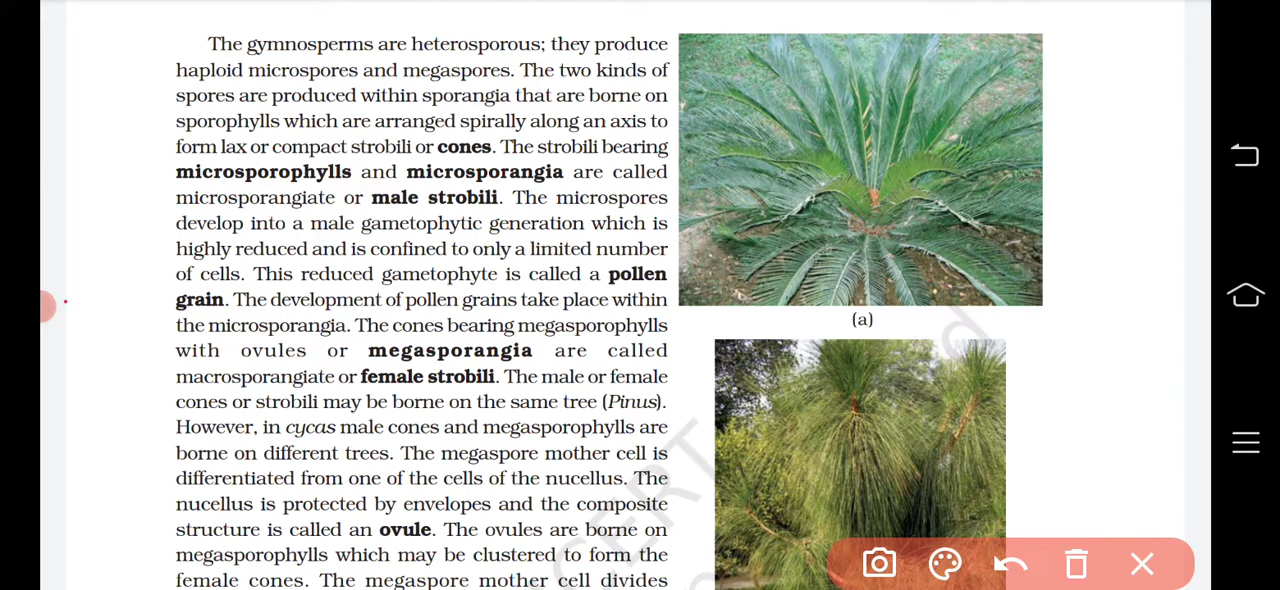 The gymnosperms are heterosporous; they produce
haploid microspores and megaspores. The two kinds of
spores are produced within sporangia that are borne on
sporophylls which are arranged spirally along an axis to
form lax or compact strobili or cones. The strobili bearing
microsporophylls and microsporangia are called
microsporangiate or male strobili. The microspores
develop into a male gametophytic generation which is
highly reduced and is confined to only a limited number
of cells. This reduced gametophyte is called a pollen
grain. The development of pollen grains take place within
the microsporangia. The cones bearing megasporophylls
with ovules or megasporangia are called
macrosporangiate or female strobili. The male or female
cones or strobili may be borne on the same tree (Pinus).
However, in cycas male cones and megasporophylls are
borne on different trees. The megaspore mother cell is
differentiated from one of the cells of the nucellus. The
nucellus is protected by envelopes and the composite
structure is called an ovule. The ovules are borne on
megasporophylls which may be clustered to form the
female cones. The megaspore mother cell divides
(a)
NCERT